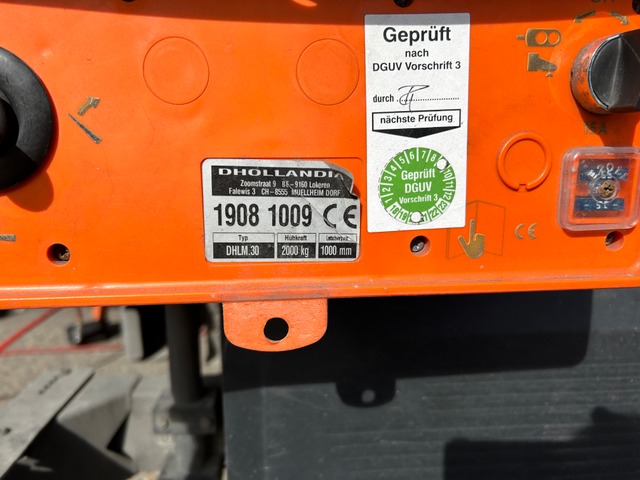 Geprüft
nach
DGUV Vorschrift 3
durch
nächste Prüfung
Geprüft
DGUV
Vorschrift 3
DHOLLANDIA
Zoomstraat 9 BE-9160 Lokeren
Falewis 3 CH-8555 MUELLHEIM DORF
1908 1009 CE
Typ Hubkraft
DHLM.30 2000 kg 1000 mm
CE